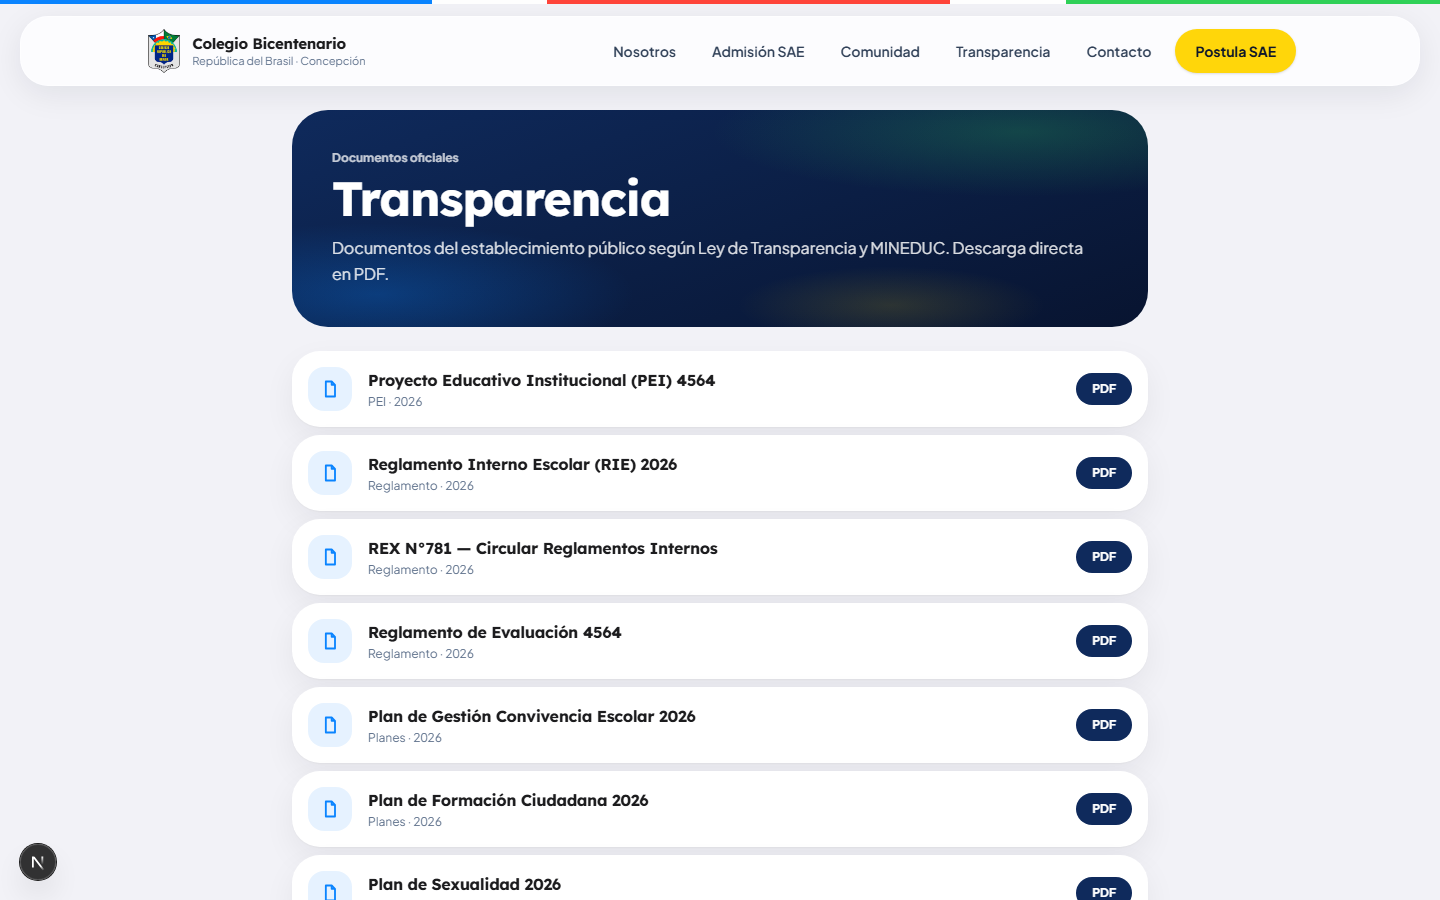 Colegio Bicentenario
República del Brasil · Concepción
Nosotros
Admisión SAE
Comunidad
Transparencia
Contacto
Postula SAE
Documentos oficiales
Transparencia
Documentos del establecimiento público según Ley de Transparencia y MINEDUC. Descarga directa
en PDF.
Proyecto Educativo Institucional (PEI) 4564
PEI · 2026
PDF
Reglamento Interno Escolar (RIE) 2026
Reglamento · 2026
PDF
REX N°781 — Circular Reglamentos Internos
Reglamento · 2026
PDF
Reglamento de Evaluación 4564
Reglamento · 2026
PDF
Plan de Gestión Convivencia Escolar 2026
Planes · 2026
PDF
Plan de Formación Ciudadana 2026
Planes · 2026
PDF
Plan de Sexualidad 2026
PDF
N